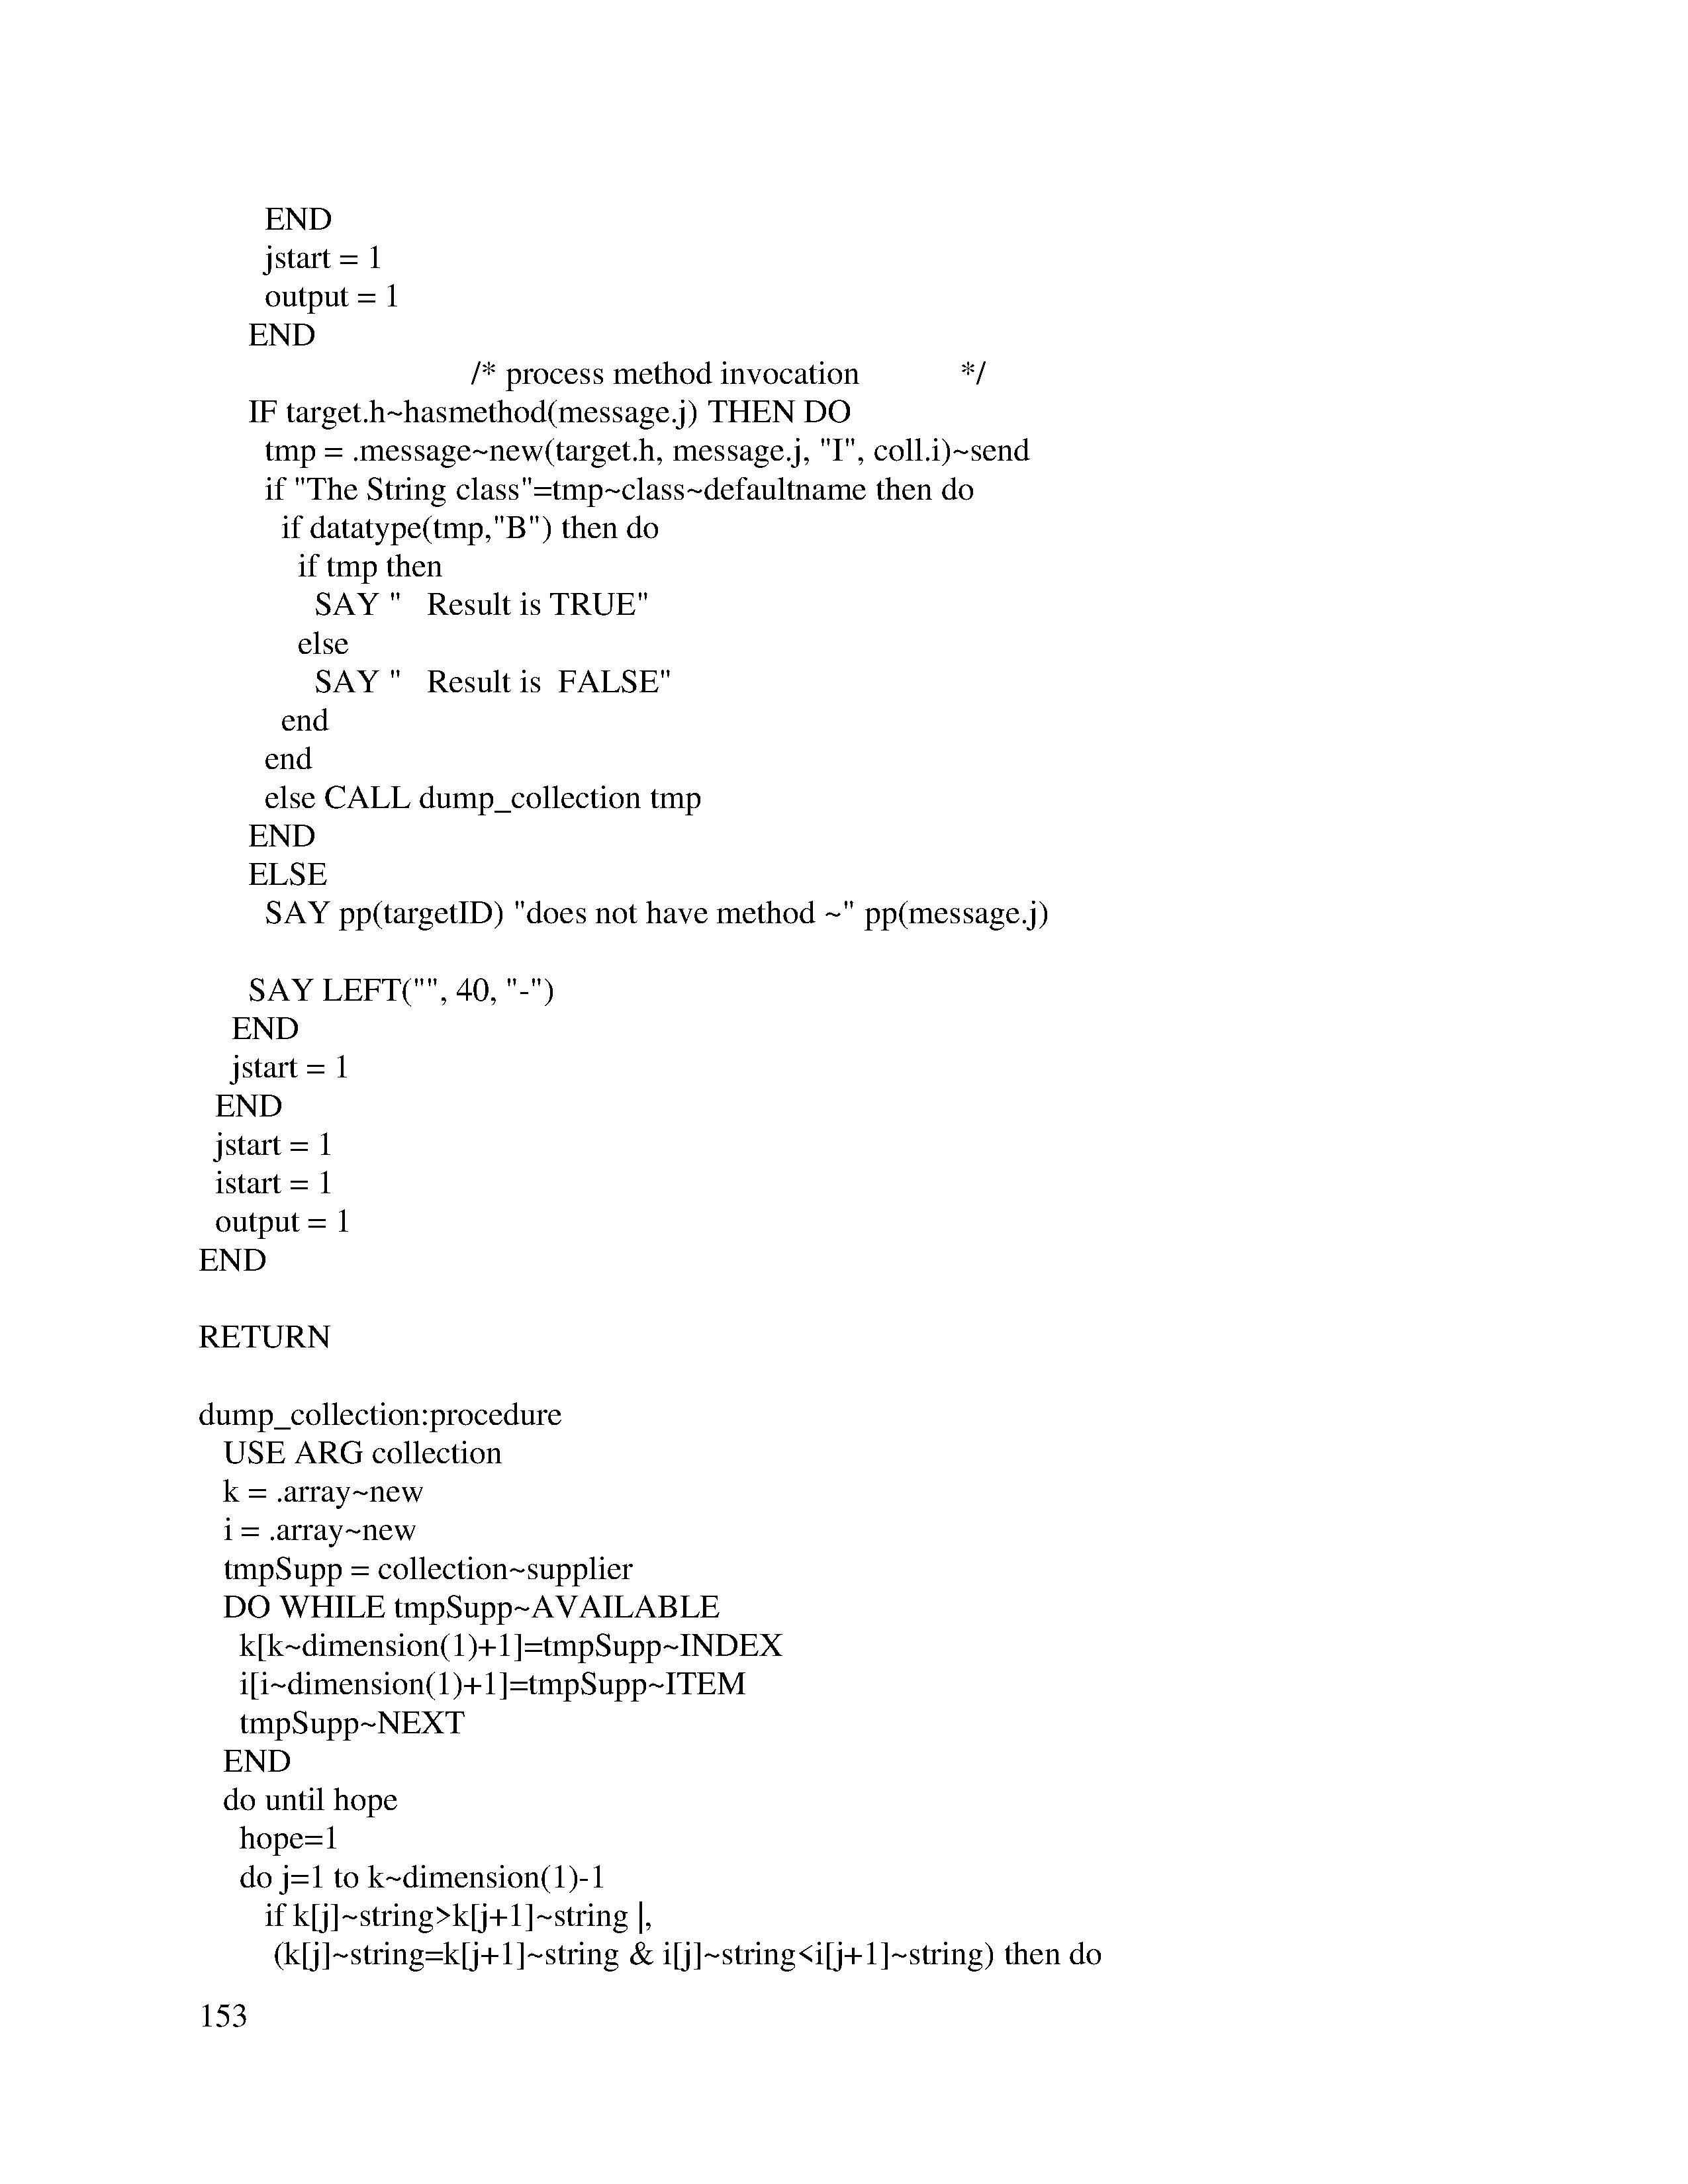 END
jstart = 1
output = 1
END
/* process method invocation */
IF target.h~hasmethod(message.j) THEN DO
tmp = .message~new(target.h, message.j, "I", coll.i)~send
if "The String class"=tmp~class~defaultname then do
if datatype(tmp,"B") then do
if tmp then
SAY "   Result is TRUE"
else
SAY "   Result is  FALSE"
end
end
else CALL dump_collection tmp
END
ELSE
SAY pp(targetID) "does not have method ~" pp(message.j)
SAY LEFT("", 40, "-")
END
jstart = 1
END
jstart = 1
istart = 1
output = 1
END
RETURN
dump_collection:procedure
USE ARG collection
k = .array~new
i = .array~new
tmpSupp = collection~supplier
DO WHILE tmpSupp~AVAILABLE
k[k~dimension(1)+1]=tmpSupp~INDEX
i[i~dimension(1)+1]=tmpSupp~ITEM
tmpSupp~NEXT
END
do until hope
hope=1
do j=1 to k~dimension(1)-1
if k[j]~string>k[j+1]~string |,
(k[j]~string=k[j+1]~string & i[j]~string<i[j+1]~string) then do
153